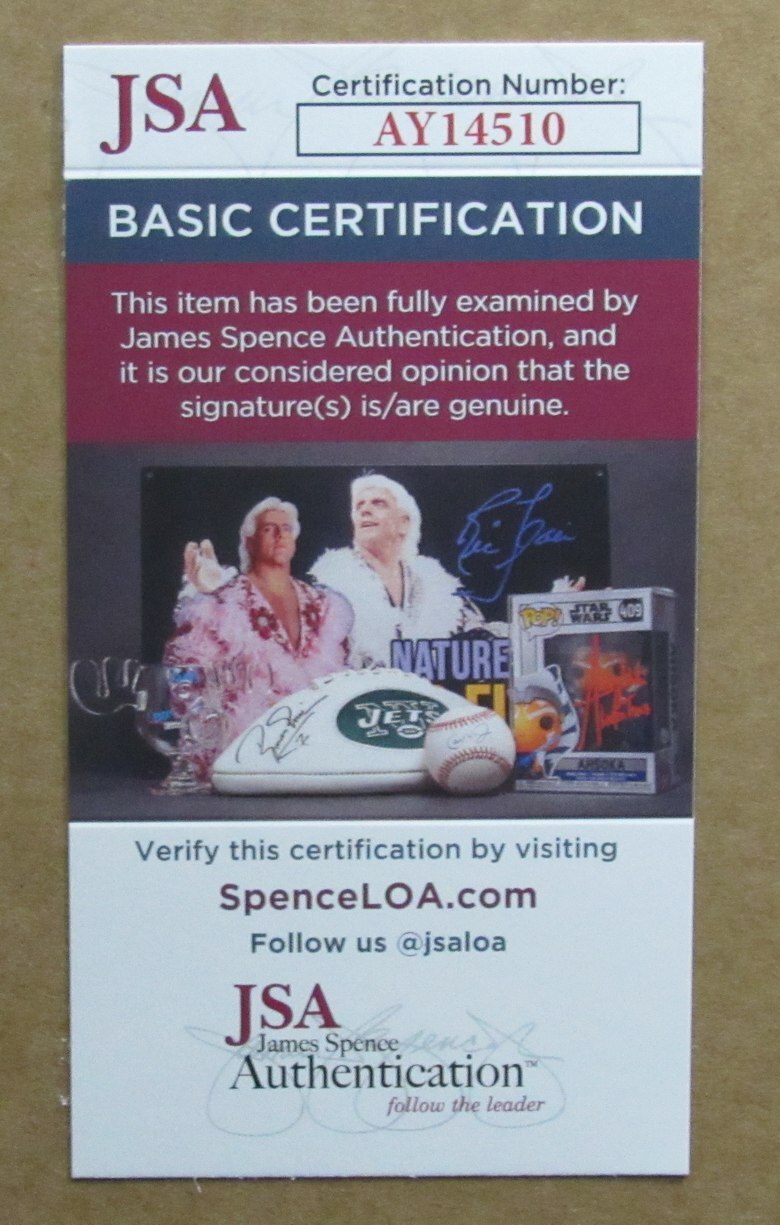 JSA
Certification Number:
AY14510
BASIC CERTIFICATION
This item has been fully examined by
James Spence Authentication, and
it is our considered opinion that the
signature(s) is/are genuine.
NATURE
JETS
POP!
STAR
WARS
409
AHSOKA
Verify this certification by visiting
SpenceLOA.com
Follow us @jsaloa
JSA
James Spence
Authentication™
follow the leader